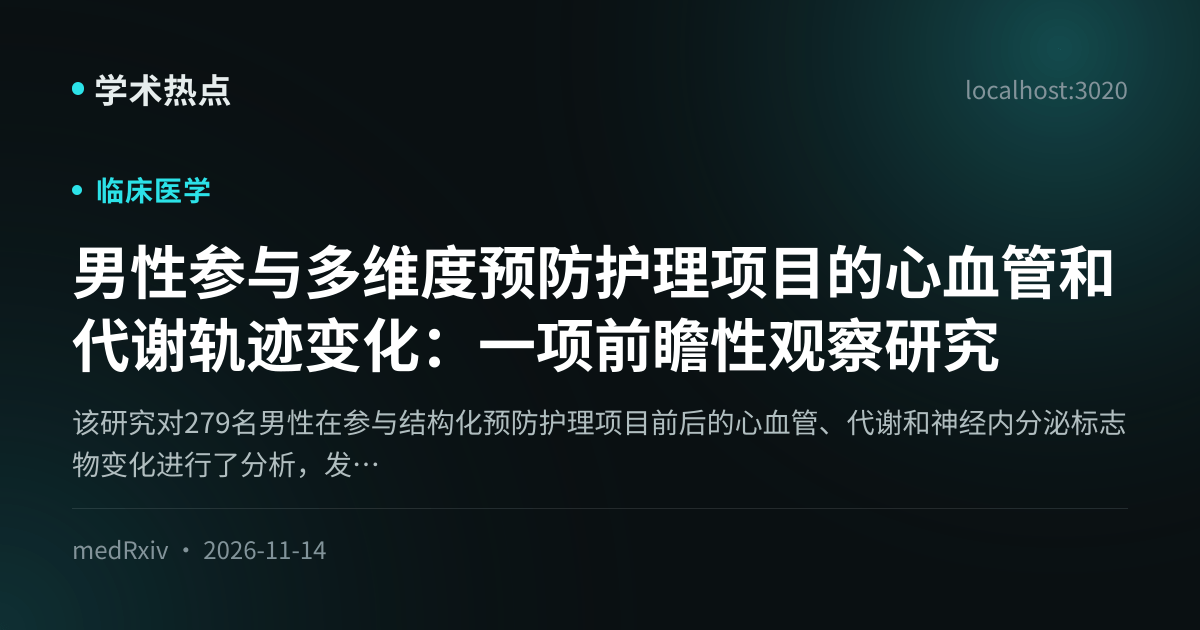 学术热点
localhost:3020
临床医学
男性参与多维度预防护理项目的心血管和
代谢轨迹变化：一项前瞻性观察研究
该研究对279名男性在参与结构化预防护理项目前后的心血管、代谢和神经内分泌标志
物变化进行了分析，发…
medRxiv · 2026-11-14